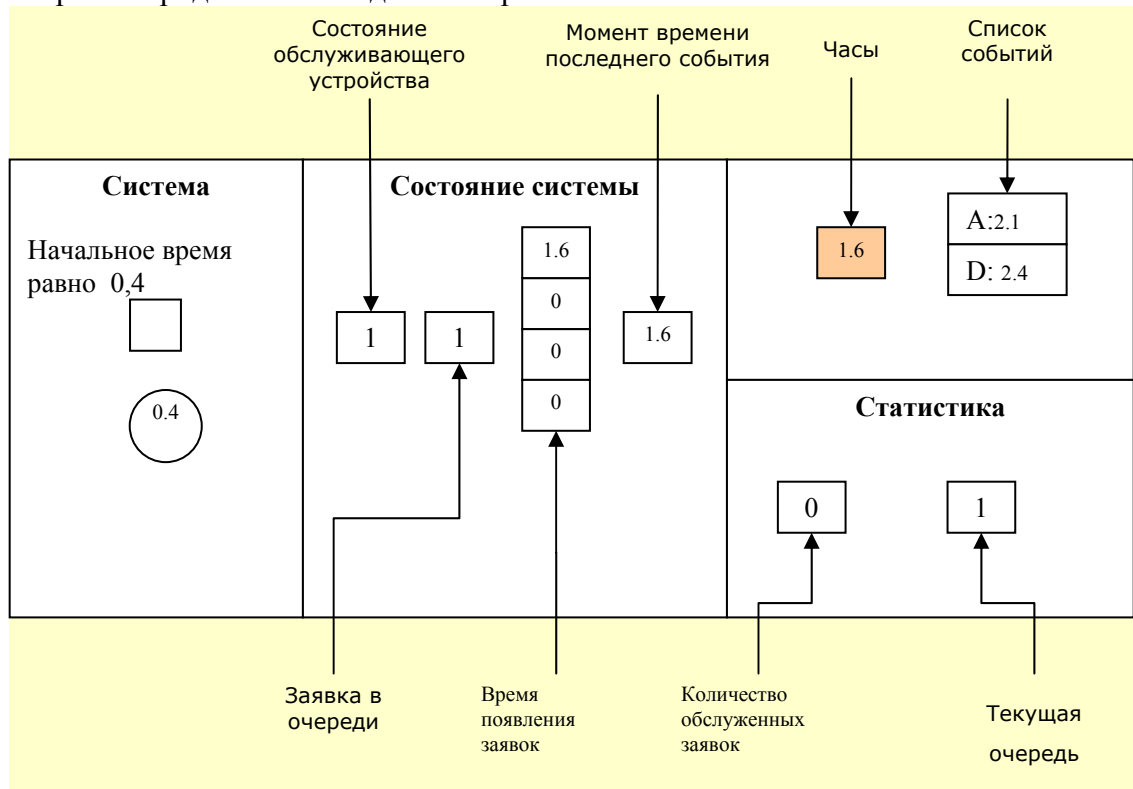 Состояние
обслуживающего
устройства
Момент времени
последнего события
Часы
Список
событий
Система
Начальное время
равно 0,4
0.4
Состояние системы
1
1
1.6
0
0
0
1.6
1.6
A:2.1
D: 2.4
Статистика
0
1
Заявка в
очереди
Время
появления
заявок
Количество
обслуженных
заявок
Текущая
очередь